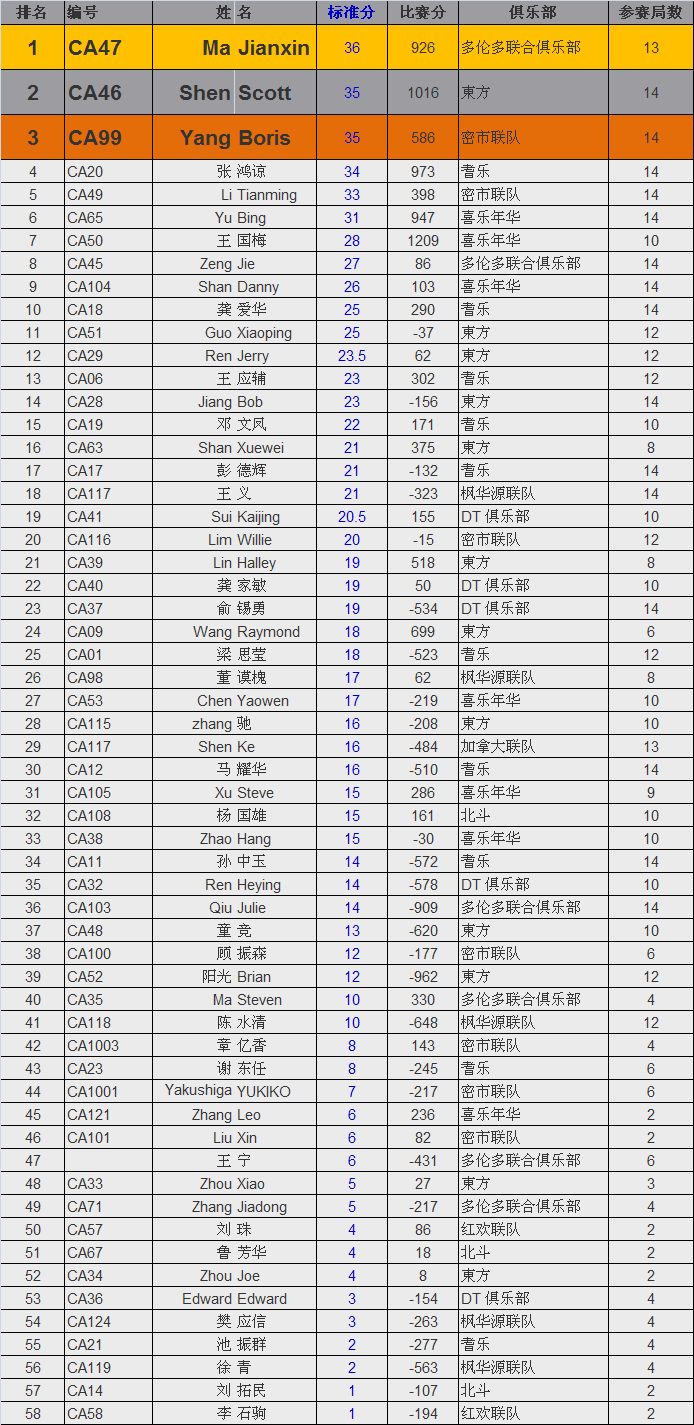 排名 编号 姓 名 标准分 比赛分 俱乐部 参赛局数
1 CA47 Ma Jianxin 36 926 多伦多联合俱乐部 13
2 CA46 Shen Scott 35 1016 東方 14
3 CA99 Yang Boris 35 586 密市联队 14
4 CA20 张 鸿谅 34 973 耆乐 14
5 CA49 Li Tianming 33 398 密市联队 14
6 CA65 Yu Bing 31 947 喜乐年华 14
7 CA50 王 国梅 28 1209 喜乐年华 10
8 CA45 Zeng Jie 27 86 多伦多联合俱乐部 14
9 CA104 Shan Danny 26 103 喜乐年华 14
10 CA18 龚 爱华 25 290 耆乐 14
11 CA51 Guo Xiaoping 25 -37 東方 12
12 CA29 Ren Jerry 23.5 62 東方 12
13 CA06 王 应辅 23 302 耆乐 12
14 CA28 Jiang Bob 23 -156 東方 14
15 CA19 邓 文凤 22 171 耆乐 10
16 CA63 Shan Xuewei 21 375 東方 8
17 CA17 彭 德辉 21 -132 耆乐 14
18 CA117 王 义 21 -323 枫华源联队 14
19 CA41 Sui Kaijing 20.5 155 DT 俱乐部 10
20 CA116 Lim Willie 20 -15 密市联队 12
21 CA39 Lin Halley 19 518 東方 8
22 CA40 龚 家敏 19 50 DT 俱乐部 10
23 CA37 俞 锡勇 19 -534 DT 俱乐部 14
24 CA09 Wang Raymond 18 699 東方 6
25 CA01 梁 思莹 18 -523 耆乐 12
26 CA98 董 谟槐 17 62 枫华源联队 8
27 CA53 Chen Yaowen 17 -219 喜乐年华 10
28 CA115 zhang 驰 16 -208 東方 10
29 CA117 Shen Ke 16 -484 加拿大联队 13
30 CA12 马 耀华 16 -510 耆乐 14
31 CA105 Xu Steve 15 286 喜乐年华 9
32 CA108 杨 国雄 15 161 北斗 10
33 CA38 Zhao Hang 15 -30 喜乐年华 10
34 CA11 孙 中玉 14 -572 耆乐 14
35 CA32 Ren Heying 14 -578 DT 俱乐部 10
36 CA103 Qiu Julie 14 -909 多伦多联合俱乐部 14
37 CA48 童 竞 13 -620 東方 10
38 CA100 顾 振森 12 -177 密市联队 6
39 CA52 阳光 Brian 12 -962 東方 12
40 CA35 Ma Steven 10 330 多伦多联合俱乐部 4
41 CA118 陈 水清 10 -648 枫华源联队 12
42 CA1003 章 亿香 8 143 密市联队 4
43 CA23 谢 东任 8 -245 耆乐 6
44 CA1001 Yakushiga YUKIKO 7 -217 密市联队 6
45 CA121 Zhang Leo 6 236 喜乐年华 2
46 CA101 Liu Xin 6 82 密市联队 2
47 王 宁 6 -431 多伦多联合俱乐部 6
48 CA33 Zhou Xiao 5 27 東方 3
49 CA71 Zhang Jiadong 5 -217 多伦多联合俱乐部 4
50 CA57 刘 珠 4 86 红欢联队 2
51 CA67 鲁 芳华 4 18 北斗 2
52 CA34 Zhou Joe 4 8 東方 2
53 CA36 Edward Edward 3 -154 DT 俱乐部 4
54 CA124 樊 应信 3 -263 枫华源联队 4
55 CA21 池 振群 2 -277 耆乐 4
56 CA119 徐 青 2 -563 枫华源联队 4
57 CA14 刘 拓民 1 -107 北斗 2
58 CA58 李 石驹 1 -194 红欢联队 2